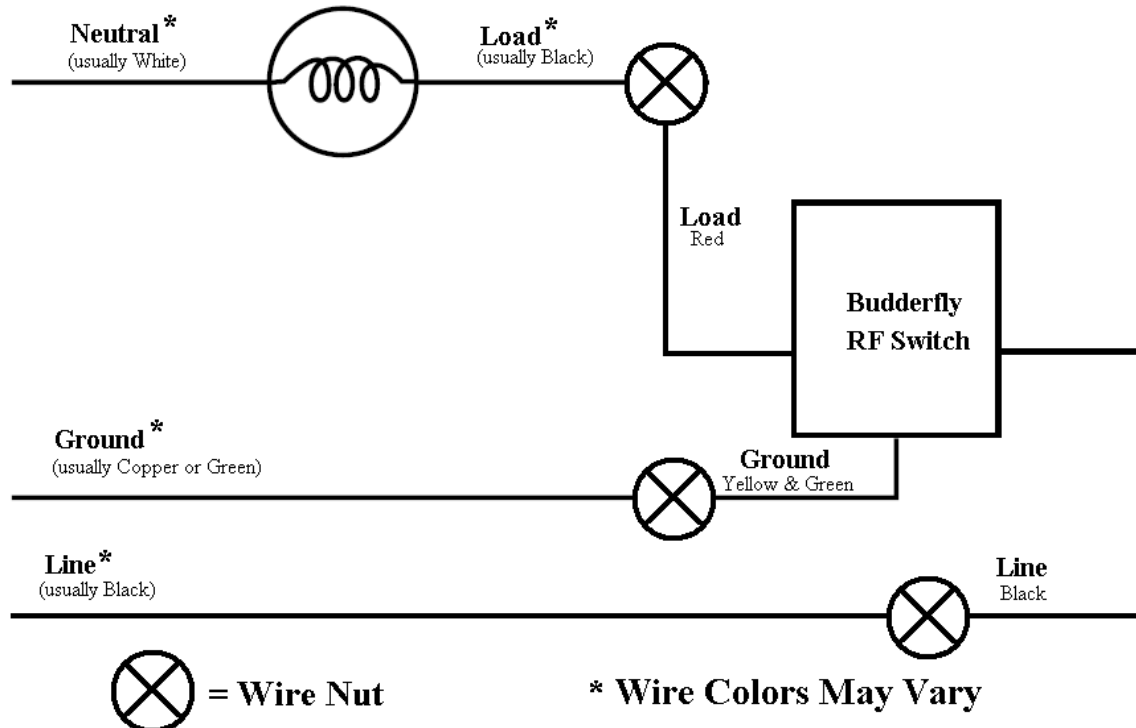 Neutral*
(usually White)
Load*
(usually Black)
Load
Red
Budderfly
RF Switch
Ground*
(usually Copper or Green)
Ground
Yellow & Green
Line*
(usually Black)
Line
Black
= Wire Nut
* Wire Colors May Vary